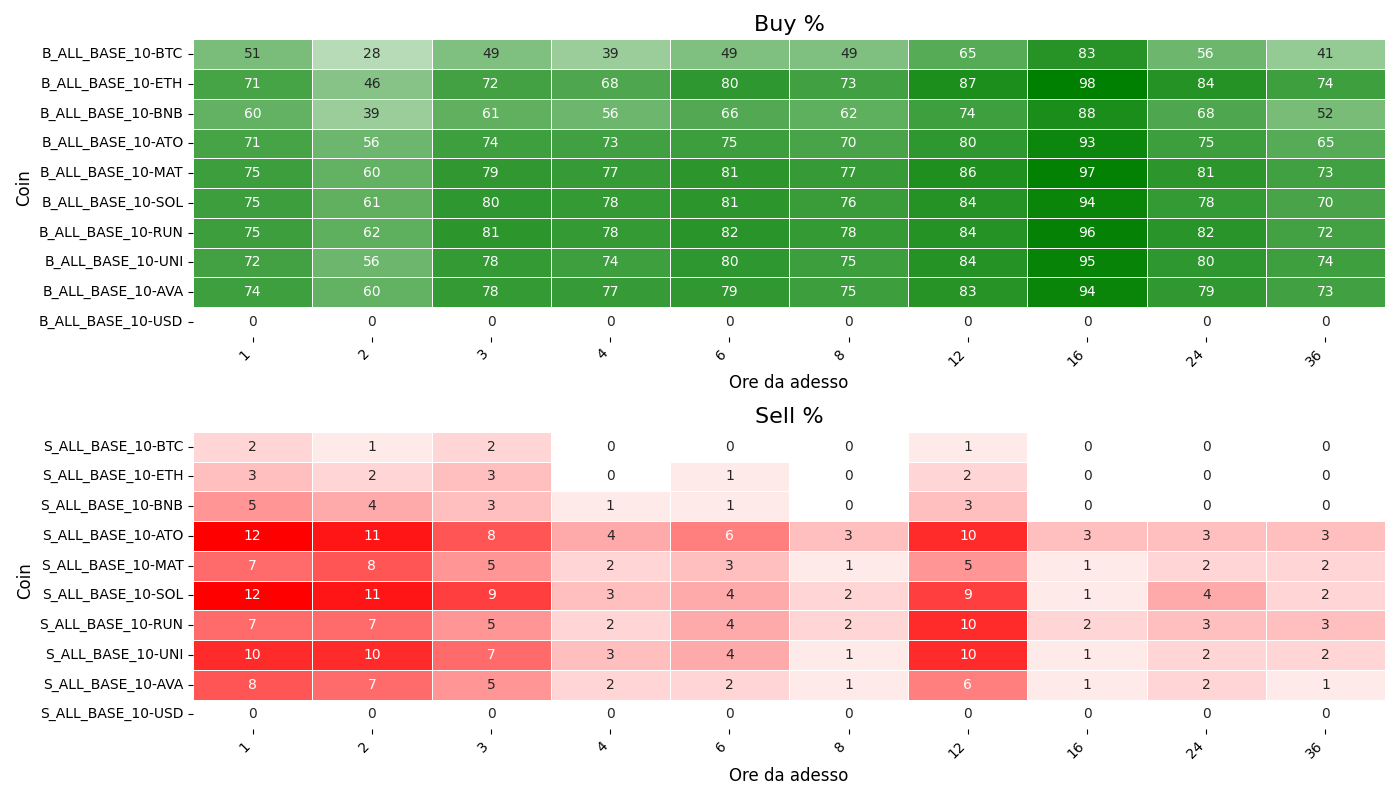 Buy %
Coin
B_ALL_BASE_10-BTC 51 28 49 39 49 49 65 83 56 41
B_ALL_BASE_10-ETH 71 46 72 68 80 73 87 98 84 74
B_ALL_BASE_10-BNB 60 39 61 56 66 62 74 88 68 52
B_ALL_BASE_10-ATO 71 56 74 73 75 70 80 93 75 65
B_ALL_BASE_10-MAT 75 60 79 77 81 77 86 97 81 73
B_ALL_BASE_10-SOL 75 61 80 78 81 76 84 94 78 70
B_ALL_BASE_10-RUN 75 62 81 78 82 78 84 96 82 72
B_ALL_BASE_10-UNI 72 56 78 74 80 75 84 95 80 74
B_ALL_BASE_10-AVA 74 60 78 77 79 75 83 94 79 73
B_ALL_BASE_10-USD 0 0 0 0 0 0 0 0 0 0
1 2 3 4 6 8 12 16 24 36
Ore da adesso
Sell %
Coin
S_ALL_BASE_10-BTC 2 1 2 0 0 0 1 0 0 0
S_ALL_BASE_10-ETH 3 2 3 0 1 0 2 0 0 0
S_ALL_BASE_10-BNB 5 4 3 1 1 0 3 0 0 0
S_ALL_BASE_10-ATO 12 11 8 4 6 3 10 3 3 3
S_ALL_BASE_10-MAT 7 8 5 2 3 1 5 1 2 2
S_ALL_BASE_10-SOL 12 11 9 3 4 2 9 1 4 2
S_ALL_BASE_10-RUN 7 7 5 2 4 2 10 2 3 3
S_ALL_BASE_10-UNI 10 10 7 3 4 1 10 1 2 2
S_ALL_BASE_10-AVA 8 7 5 2 2 1 6 1 2 1
S_ALL_BASE_10-USD 0 0 0 0 0 0 0 0 0 0
1 2 3 4 6 8 12 16 24 36
Ore da adesso